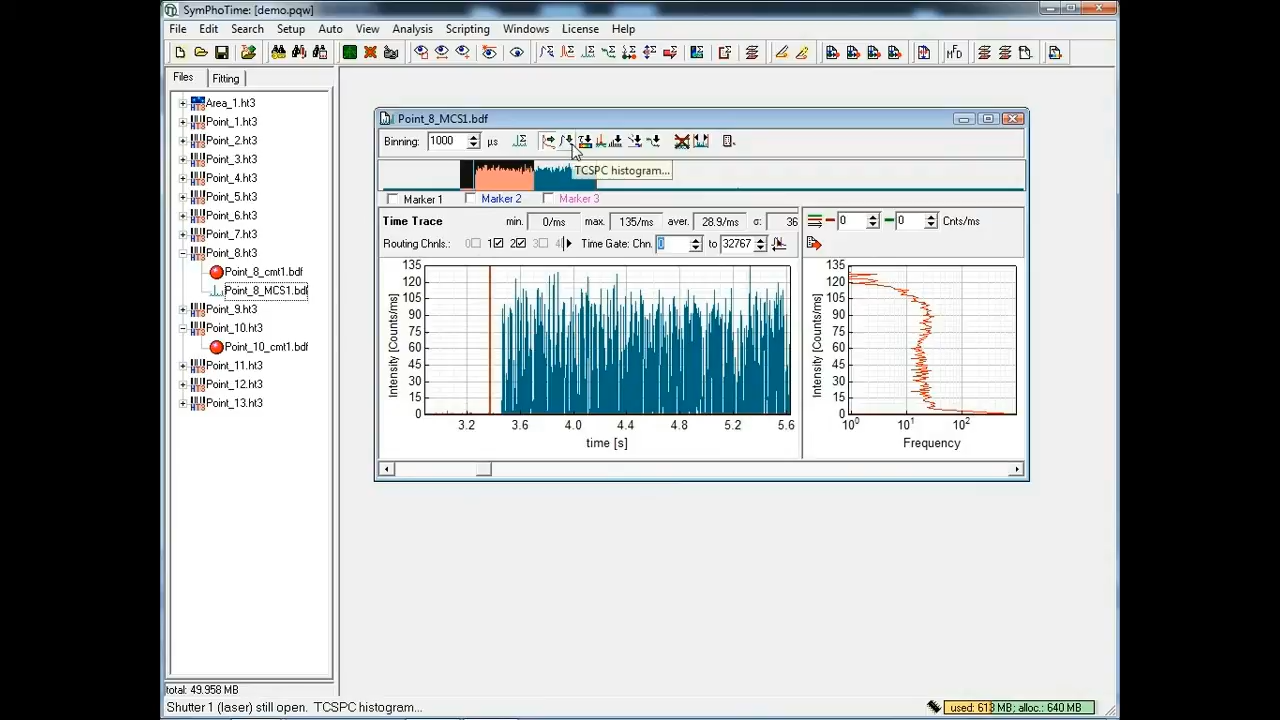 SymPhoTime: [demo.pqw]
File Edit Search Setup Auto View Analysis Scripting Windows License Help
Files Fitting
Area_1.ht3
Point_1.ht3
Point_2.ht3
Point_3.ht3
Point_4.ht3
Point_5.ht3
Point_6.ht3
Point_7.ht3
Point_8.ht3
Point_8_cmt1.bdf
Point_8_MCS1.bdf
Point_9.ht3
Point_10.ht3
Point_10_cmt1.bdf
Point_11.ht3
Point_12.ht3
Point_13.ht3
total: 49.958 MB
Point_8_MCS1.bdf
Binning: 1000 µs
TCSPC histogram...
Marker 1 Marker 2 Marker 3
Time Trace min. 0/ms max. 135/ms aver. 28.9/ms σ: 36
0 0 Cnts/ms
Routing Chnls.: 0 1 2 3 4 Time Gate: Chn. 0 to 32767
Intensity [Counts/ms]
135
120
105
90
75
60
45
30
15
0
3.2 3.6 4.0 4.4 4.8 5.2 5.6
time [s]
Intensity [Counts/ms]
135
120
105
90
75
60
45
30
15
0
10⁰ 10¹ 10²
Frequency
Shutter 1 (laser) still open. TCSPC histogram...
used: 613 MB; alloc.: 640 MB